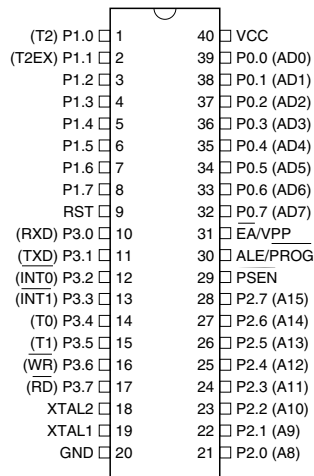 (T2) P1.0 1 40 VCC
(T2EX) P1.1 2 39 P0.0 (AD0)
P1.2 3 38 P0.1 (AD1)
P1.3 4 37 P0.2 (AD2)
P1.4 5 36 P0.3 (AD3)
P1.5 6 35 P0.4 (AD4)
P1.6 7 34 P0.5 (AD5)
P1.7 8 33 P0.6 (AD6)
RST 9 32 P0.7 (AD7)
(RXD) P3.0 10 31 E̅A̅/VPP
(TXD) P3.1 11 30 ALE/P̅R̅O̅G̅
(I̅N̅T̅0̅) P3.2 12 29 P̅S̅E̅N̅
(I̅N̅T̅1̅) P3.3 13 28 P2.7 (A15)
(T0) P3.4 14 27 P2.6 (A14)
(T1) P3.5 15 26 P2.5 (A13)
(W̅R̅) P3.6 16 25 P2.4 (A12)
(R̅D̅) P3.7 17 24 P2.3 (A11)
XTAL2 18 23 P2.2 (A10)
XTAL1 19 22 P2.1 (A9)
GND 20 21 P2.0 (A8)